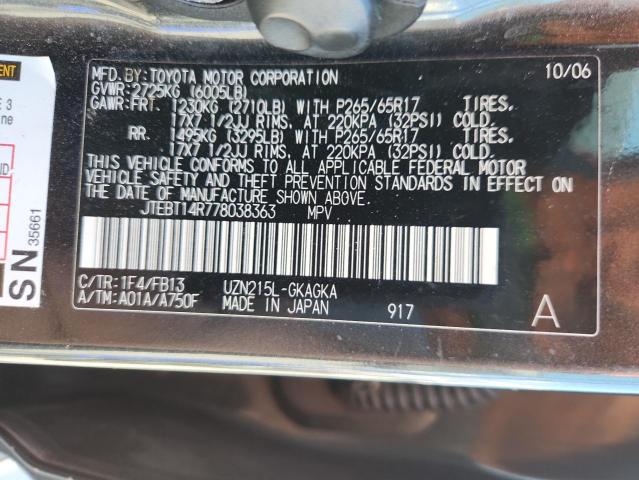 MFD. BY: TOYOTA MOTOR CORPORATION 10/06
GVWR: 2725KG (6005LB)
GAWR: FRT. 1230KG (2710LB) WITH P265/65R17 TIRES.
17X7 1/2JJ RIMS, AT 220KPA (32PSI) COLD.
RR. 1495KG (3295LB) WITH P265/65R17 TIRES.
17X7 1/2JJ RIMS, AT 220KPA (32PSI) COLD.
THIS VEHICLE CONFORMS TO ALL APPLICABLE FEDERAL MOTOR
VEHICLE SAFETY AND THEFT PREVENTION STANDARDS IN EFFECT ON
THE DATE OF MANUFACTURE SHOWN ABOVE.
JTEBT14R778038363 MPV
C/TR: 1F4/FB13 UZN215L-GKAGKA
A/TM: A01A/A750F MADE IN JAPAN 917 A
SN 35661